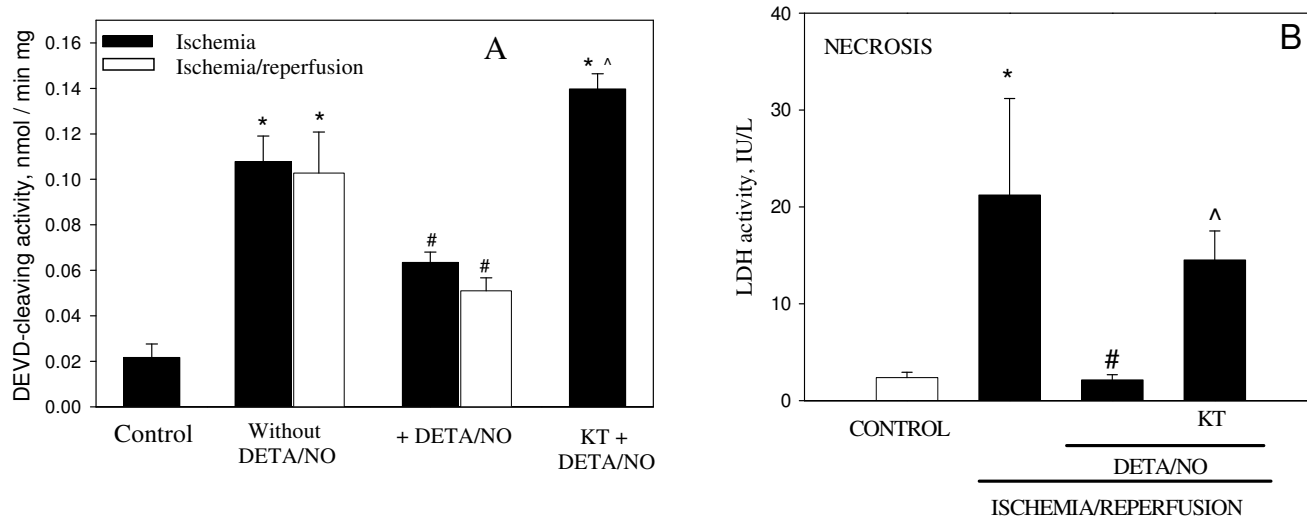 A
Ischemia
Ischemia/reperfusion
DEVD-cleaving activity, nmol / min mg
0.16
0.14
0.12
0.10
0.08
0.06
0.04
0.02
0.00
*
*
#
#
* ^
Control
Without
DETA/NO
+ DETA/NO
KT +
DETA/NO
B
NECROSIS
LDH activity, IU/L
40
30
20
10
0
*
#
^
CONTROL
KT
DETA/NO
ISCHEMIA/REPERFUSION